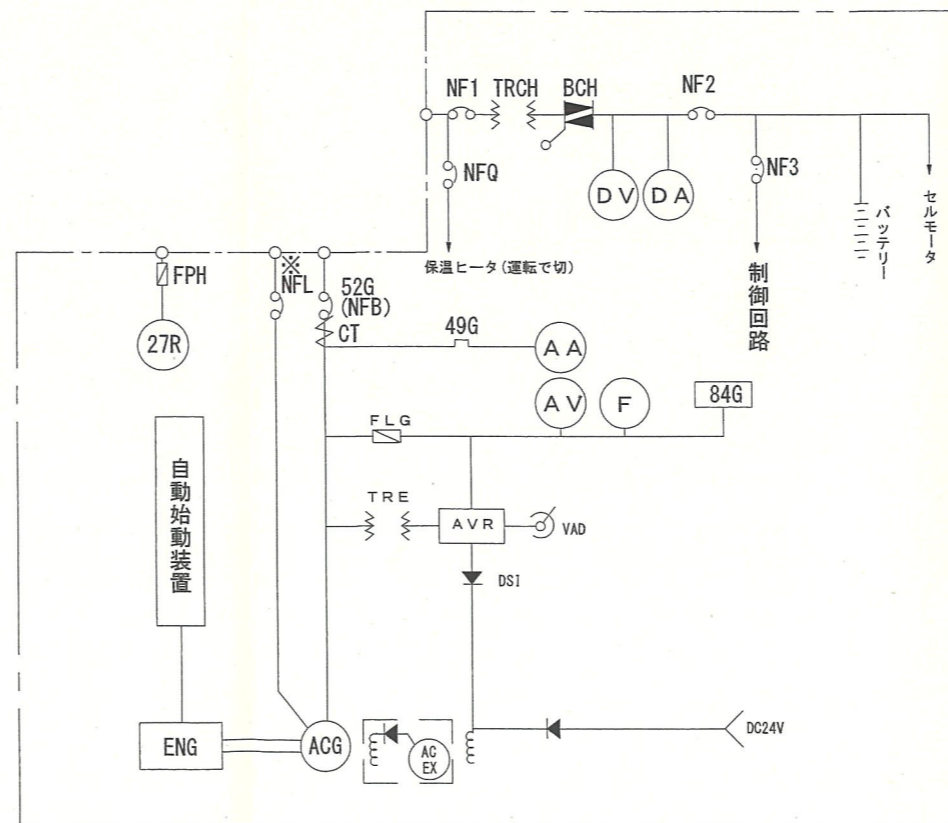 NF1
TRCH
BCH
NF2
NFQ
DV
DA
NF3
セルモータ
バッテリー
保温ヒータ(運転で切)
制御回路
FPH
27R
※
NFL
52G
(NFB)
CT
49G
AA
AV
F
84G
FLG
自動始動装置
TRE
AVR
VAD
DSI
ENG
ACG
AC
EX
DC24V